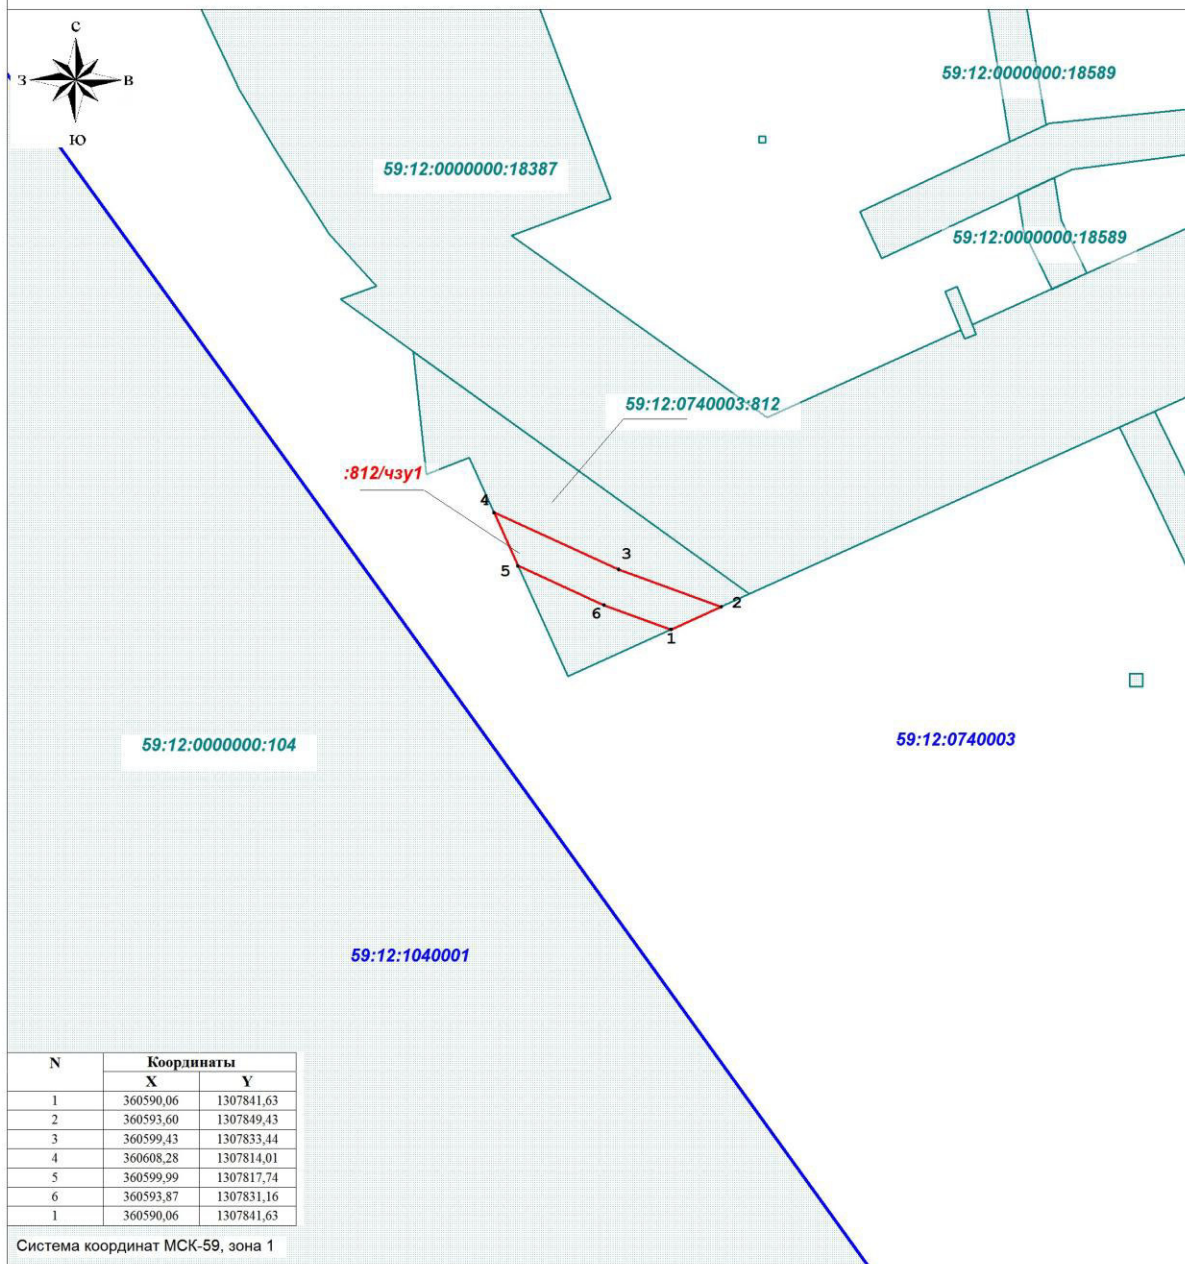 С
З В
Ю
59:12:0000000:18589
59:12:0000000:18387
59:12:0000000:18589
59:12:0740003:812
:812/чзу1
4
3
5
6
2
1
59:12:0000000:104
59:12:0740003
59:12:1040001
N Координаты
X Y
1 360590,06 1307841,63
2 360593,60 1307849,43
3 360599,43 1307833,44
4 360608,28 1307814,01
5 360599,99 1307817,74
6 360593,87 1307831,16
1 360590,06 1307841,63
Система координат МСК-59, зона 1